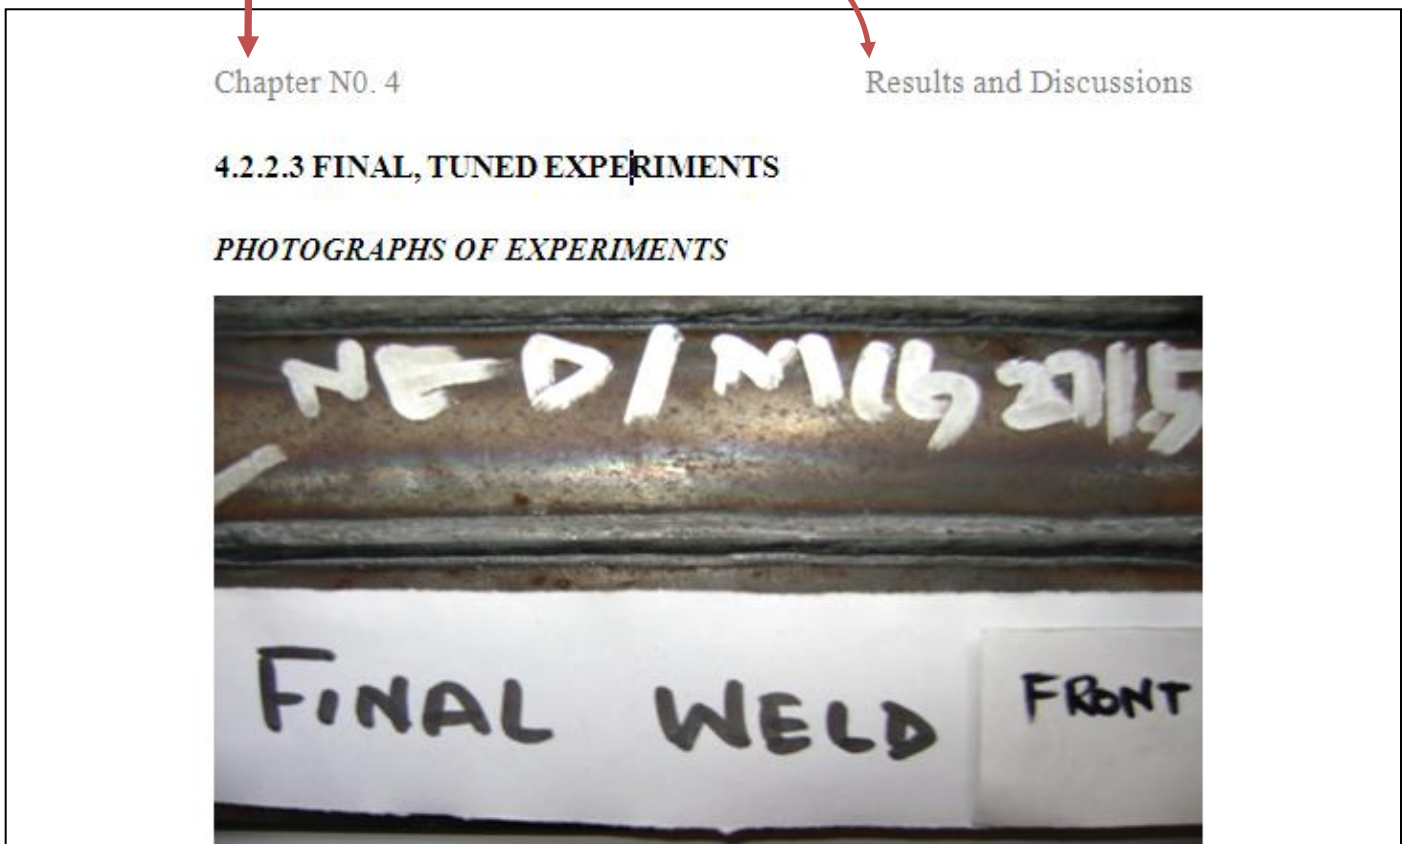 Chapter N0. 4 Results and Discussions
4.2.2.3 FINAL, TUNED EXPERIMENTS
PHOTOGRAPHS OF EXPERIMENTS
NED/MIG
FINAL WELD FRONT